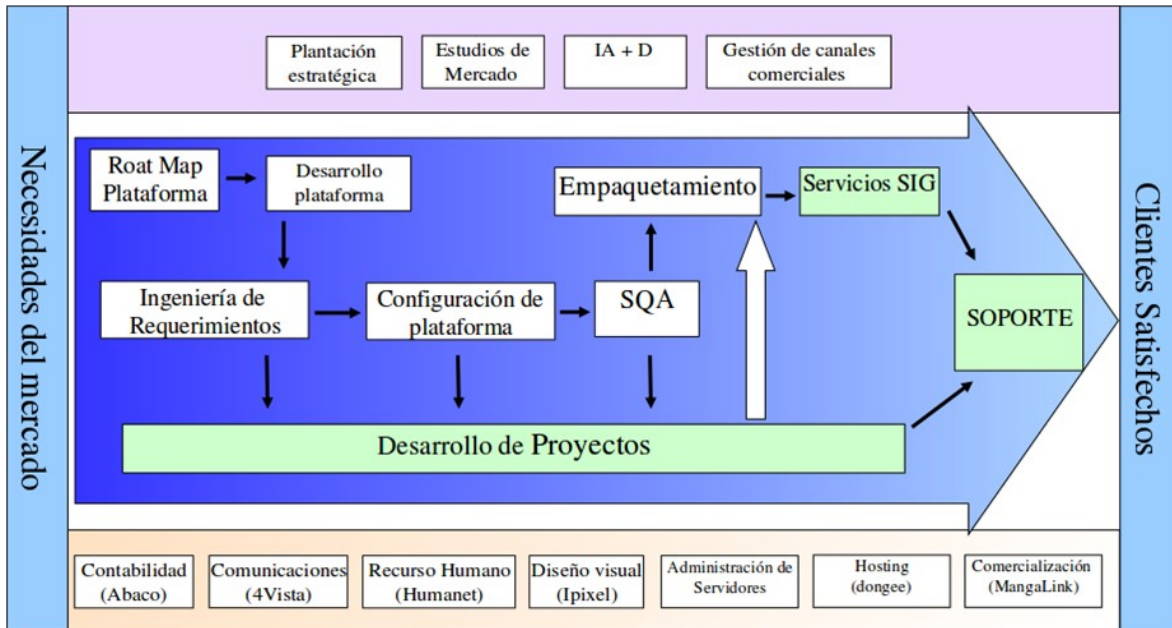 Plantación
estratégica
Estudios de
Mercado
IA + D
Gestión de canales
comerciales
Necesidades del mercado
Roat Map
Plataforma
Desarrollo
plataforma
Empaquetamiento
Servicios SIG
Ingeniería de
Requerimientos
Configuración de
plataforma
SQA
SOPORTE
Desarrollo de Proyectos
Clientes Satisfechos
Contabilidad
(Abaco)
Comunicaciones
(4Vista)
Recurso Humano
(Humanet)
Diseño visual
(Ipixel)
Administración de
Servidores
Hosting
(dongee)
Comercialización
(MangaLink)